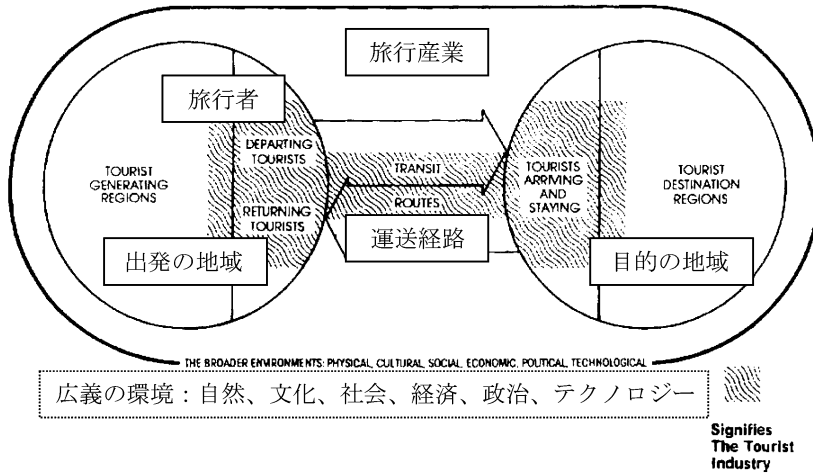 旅行産業
旅行者
DEPARTING
TOURISTS
TOURIST
GENERATING
REGIONS
TRANSIT
ROUTES
TOURISTS
ARRIVING
AND
STAYING
TOURIST
DESTINATION
REGIONS
RETURNING
TOURISTS
出発の地域
運送経路
目的の地域
THE BROADER ENVIRONMENTS: PHYSICAL, CULTURAL, SOCIAL, ECONOMIC, POLITICAL, TECHNOLOGICAL
広義の環境：自然、文化、社会、経済、政治、テクノロジー
Signifies
The Tourist
Industry